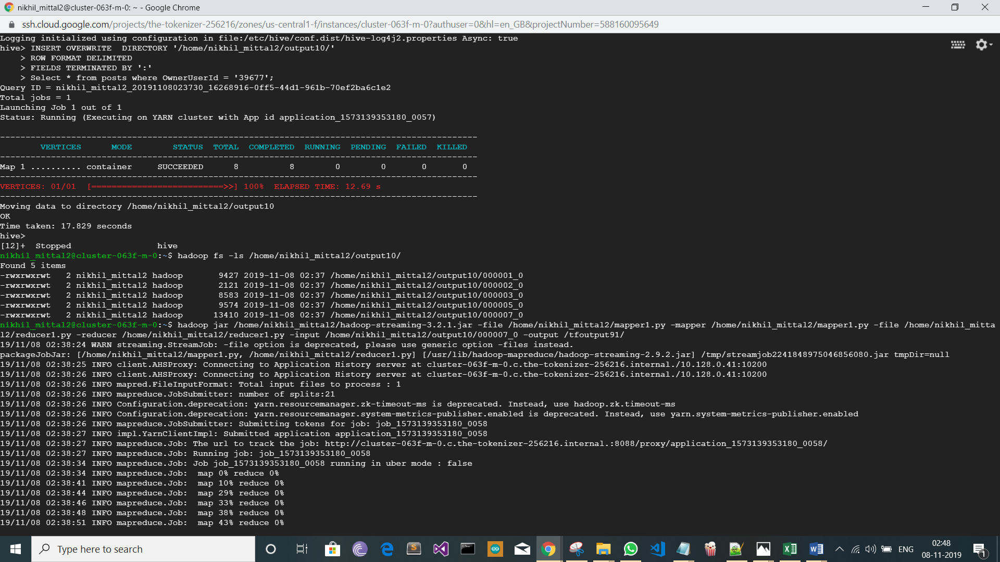 nikhil_mittal2@cluster-063f-m-0: ~ - Google Chrome
ssh.cloud.google.com/projects/the-tokenizer-256216/zones/us-central1-f/instances/cluster-063f-m-0?authuser=0&hl=en_GB&projectNumber=588160095649
Logging initialized using configuration in file:/etc/hive/conf.dist/hive-log4j2.properties Async: true
hive> INSERT OVERWRITE  DIRECTORY '/home/nikhil_mittal2/output10/'
    > ROW FORMAT DELIMITED
    > FIELDS TERMINATED BY ':'
    > Select * from posts where OwnerUserId = '39677';
Query ID = nikhil_mittal2_20191108023730_16268916-0ff5-44d1-961b-70ef2ba6c1e2
Total jobs = 1
Launching Job 1 out of 1
Status: Running (Executing on YARN cluster with App id application_1573139353180_0057)
----------------------------------------------------------------------------------------------
        VERTICES      MODE        STATUS  TOTAL  COMPLETED  RUNNING  PENDING  FAILED  KILLED
----------------------------------------------------------------------------------------------
Map 1 .......... container     SUCCEEDED      8          8        0        0       0       0
----------------------------------------------------------------------------------------------
VERTICES: 01/01  [==========================>>] 100%  ELAPSED TIME: 12.69 s
----------------------------------------------------------------------------------------------
Moving data to directory /home/nikhil_mittal2/output10
OK
Time taken: 17.829 seconds
hive>
[12]+  Stopped                 hive
nikhil_mittal2@cluster-063f-m-0:~$ hadoop fs -ls /home/nikhil_mittal2/output10/
Found 5 items
-rwxrwxrwt   2 nikhil_mittal2 hadoop       9427 2019-11-08 02:37 /home/nikhil_mittal2/output10/000001_0
-rwxrwxrwt   2 nikhil_mittal2 hadoop       2121 2019-11-08 02:37 /home/nikhil_mittal2/output10/000002_0
-rwxrwxrwt   2 nikhil_mittal2 hadoop       8583 2019-11-08 02:37 /home/nikhil_mittal2/output10/000003_0
-rwxrwxrwt   2 nikhil_mittal2 hadoop       9574 2019-11-08 02:37 /home/nikhil_mittal2/output10/000005_0
-rwxrwxrwt   2 nikhil_mittal2 hadoop      13410 2019-11-08 02:37 /home/nikhil_mittal2/output10/000007_0
nikhil_mittal2@cluster-063f-m-0:~$ hadoop jar /home/nikhil_mittal2/hadoop-streaming-3.2.1.jar -file /home/nikhil_mittal2/mapper1.py -mapper /home/nikhil_mittal2/mapper1.py -file /home/nikhil_mitta
l2/reducer1.py -reducer /home/nikhil_mittal2/reducer1.py -input /home/nikhil_mittal2/output10/000007_0 -output /tfoutput91/
19/11/08 02:38:24 WARN streaming.StreamJob: -file option is deprecated, please use generic option -files instead.
packageJobJar: [/home/nikhil_mittal2/mapper1.py, /home/nikhil_mittal2/reducer1.py] [/usr/lib/hadoop-mapreduce/hadoop-streaming-2.9.2.jar] /tmp/streamjob2241848975046856080.jar tmpDir=null
19/11/08 02:38:25 INFO client.AHSProxy: Connecting to Application History server at cluster-063f-m-0.c.the-tokenizer-256216.internal./10.128.0.41:10200
19/11/08 02:38:26 INFO client.AHSProxy: Connecting to Application History server at cluster-063f-m-0.c.the-tokenizer-256216.internal./10.128.0.41:10200
19/11/08 02:38:26 INFO mapred.FileInputFormat: Total input files to process : 1
19/11/08 02:38:26 INFO mapreduce.JobSubmitter: number of splits:21
19/11/08 02:38:26 INFO Configuration.deprecation: yarn.resourcemanager.zk-timeout-ms is deprecated. Instead, use hadoop.zk.timeout-ms
19/11/08 02:38:26 INFO Configuration.deprecation: yarn.resourcemanager.system-metrics-publisher.enabled is deprecated. Instead, use yarn.system-metrics-publisher.enabled
19/11/08 02:38:26 INFO mapreduce.JobSubmitter: Submitting tokens for job: job_1573139353180_0058
19/11/08 02:38:27 INFO impl.YarnClientImpl: Submitted application application_1573139353180_0058
19/11/08 02:38:27 INFO mapreduce.Job: The url to track the job: http://cluster-063f-m-0.c.the-tokenizer-256216.internal.:8088/proxy/application_1573139353180_0058/
19/11/08 02:38:27 INFO mapreduce.Job: Running job: job_1573139353180_0058
19/11/08 02:38:34 INFO mapreduce.Job: Job job_1573139353180_0058 running in uber mode : false
19/11/08 02:38:34 INFO mapreduce.Job:  map 0% reduce 0%
19/11/08 02:38:41 INFO mapreduce.Job:  map 10% reduce 0%
19/11/08 02:38:44 INFO mapreduce.Job:  map 29% reduce 0%
19/11/08 02:38:46 INFO mapreduce.Job:  map 33% reduce 0%
19/11/08 02:38:48 INFO mapreduce.Job:  map 38% reduce 0%
19/11/08 02:38:51 INFO mapreduce.Job:  map 43% reduce 0%
Type here to search
ENG
02:48
08-11-2019
1